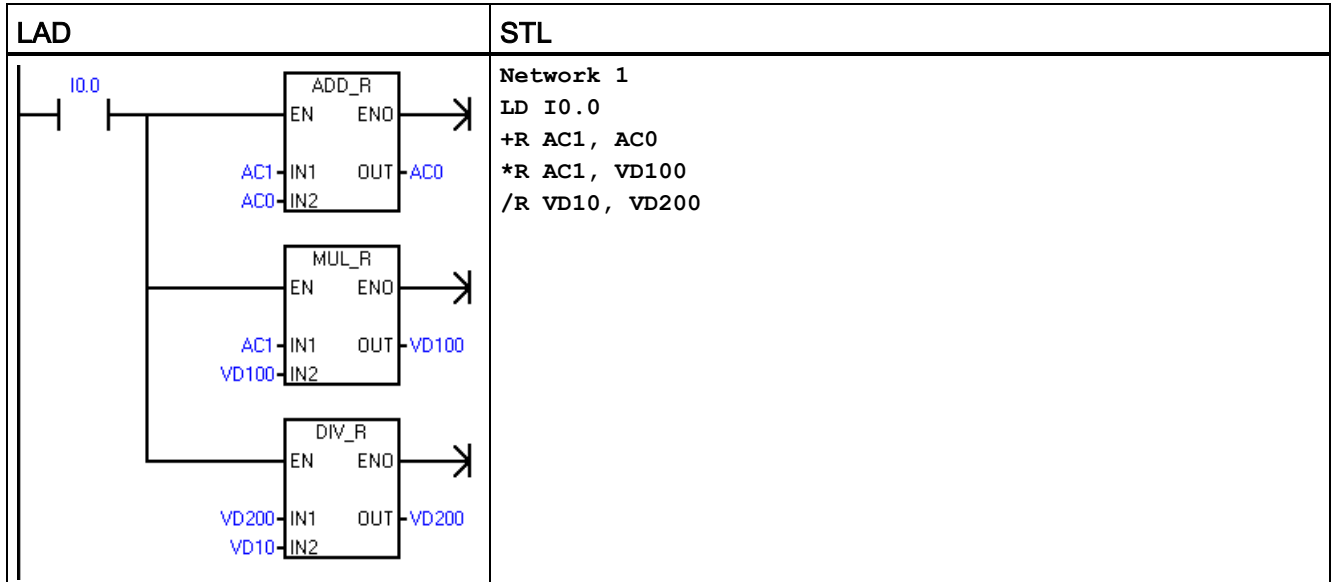 LAD
STL
I0.0
ADD_R
EN ENO
AC1 IN1 OUT AC0
AC0 IN2
MUL_R
EN ENO
AC1 IN1 OUT VD100
VD100 IN2
DIV_R
EN ENO
VD200 IN1 OUT VD200
VD10 IN2
Network 1
LD I0.0
+R AC1, AC0
*R AC1, VD100
/R VD10, VD200